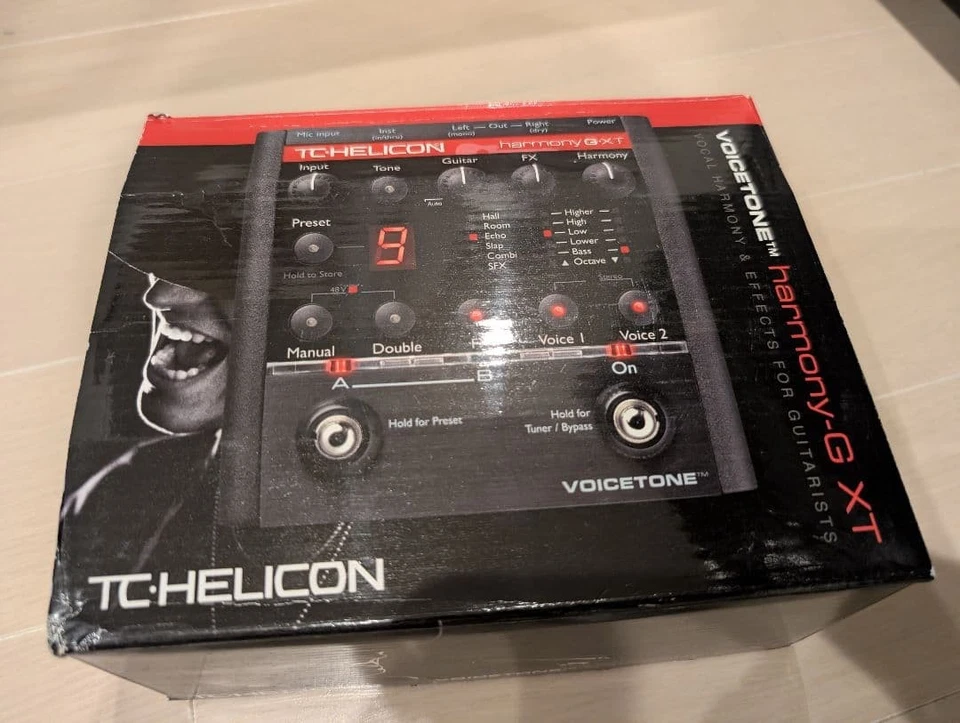 Mic Input Inst (in/thru) Left — Out — Right Power
(mono) (dry)
TC·HELICON harmony G·XT
Input Tone Guitar FX Harmony
Auto
Preset
9
Hold to Store
Hall
Room
Echo
Slap
Combi
SFX
Higher
High
Low
Lower
Bass
▲ Octave ▼
48V
Stereo
Manual Double Voice 1 Voice 2
A B On
Hold for Preset
Hold for
Tuner / Bypass
VOICETONE™
TC·HELICON
VOICETONE™ harmony-G XT
VOCAL HARMONY & EFFECTS FOR GUITARISTS